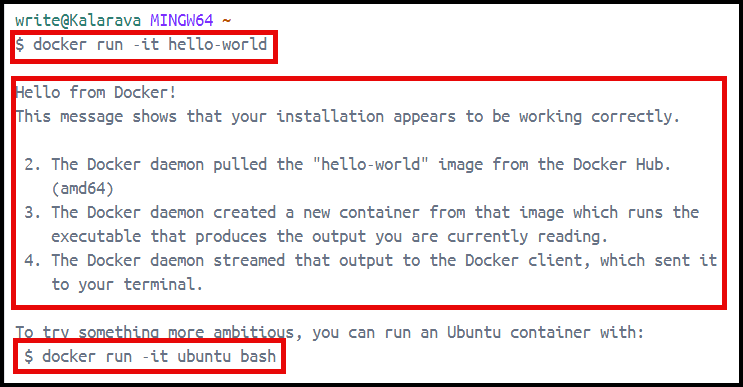 write@Kalarava MINGW64 ~
$ docker run -it hello-world
Hello from Docker!
This message shows that your installation appears to be working correctly.
2. The Docker daemon pulled the "hello-world" image from the Docker Hub.
(amd64)
3. The Docker daemon created a new container from that image which runs the
executable that produces the output you are currently reading.
4. The Docker daemon streamed that output to the Docker client, which sent it
to your terminal.
To try something more ambitious, you can run an Ubuntu container with:
$ docker run -it ubuntu bash